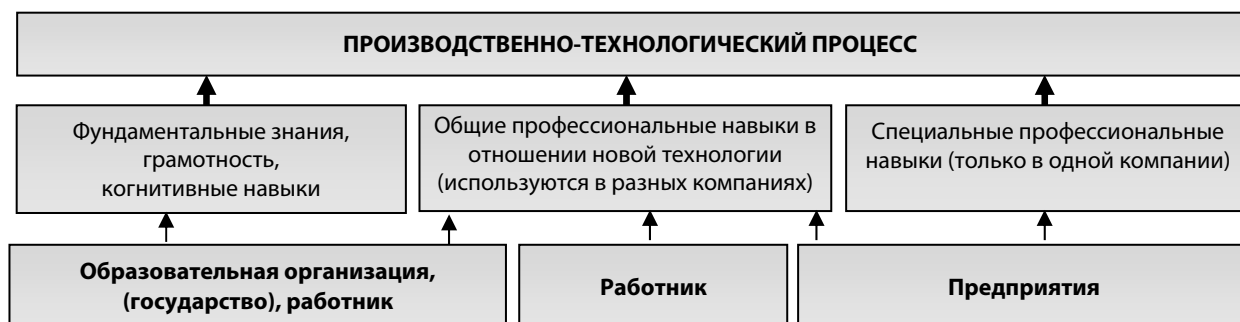 ПРОИЗВОДСТВЕННО-ТЕХНОЛОГИЧЕСКИЙ ПРОЦЕСС
Фундаментальные знания,
грамотность,
когнитивные навыки
Общие профессиональные навыки в
отношении новой технологии
(используются в разных компаниях)
Специальные профессиональные
навыки (только в одной компании)
Образовательная организация,
(государство), работник
Работник
Предприятия